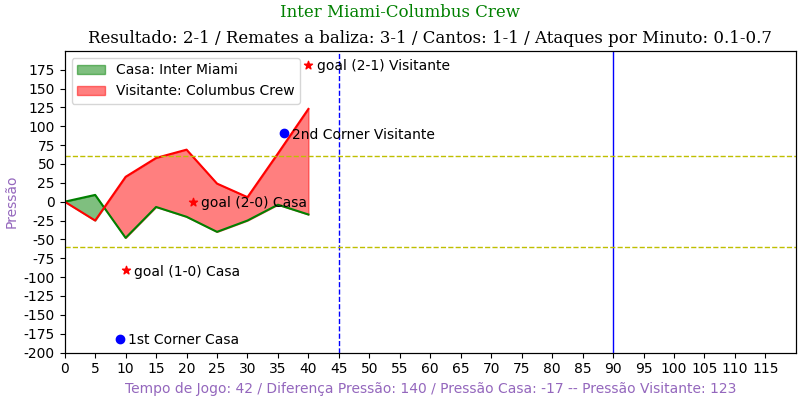 Inter Miami-Columbus Crew
Resultado: 2-1 / Remates a baliza: 3-1 / Cantos: 1-1 / Ataques por Minuto: 0.1-0.7
Casa: Inter Miami
Visitante: Columbus Crew
goal (2-1) Visitante
2nd Corner Visitante
goal (2-0) Casa
goal (1-0) Casa
1st Corner Casa
Pressão
175
150
125
100
75
50
25
0
-25
-50
-75
-100
-125
-150
-175
-200
0 5 10 15 20 25 30 35 40 45 50 55 60 65 70 75 80 85 90 95 100 105 110 115
Tempo de Jogo: 42 / Diferença Pressão: 140 / Pressão Casa: -17 -- Pressão Visitante: 123